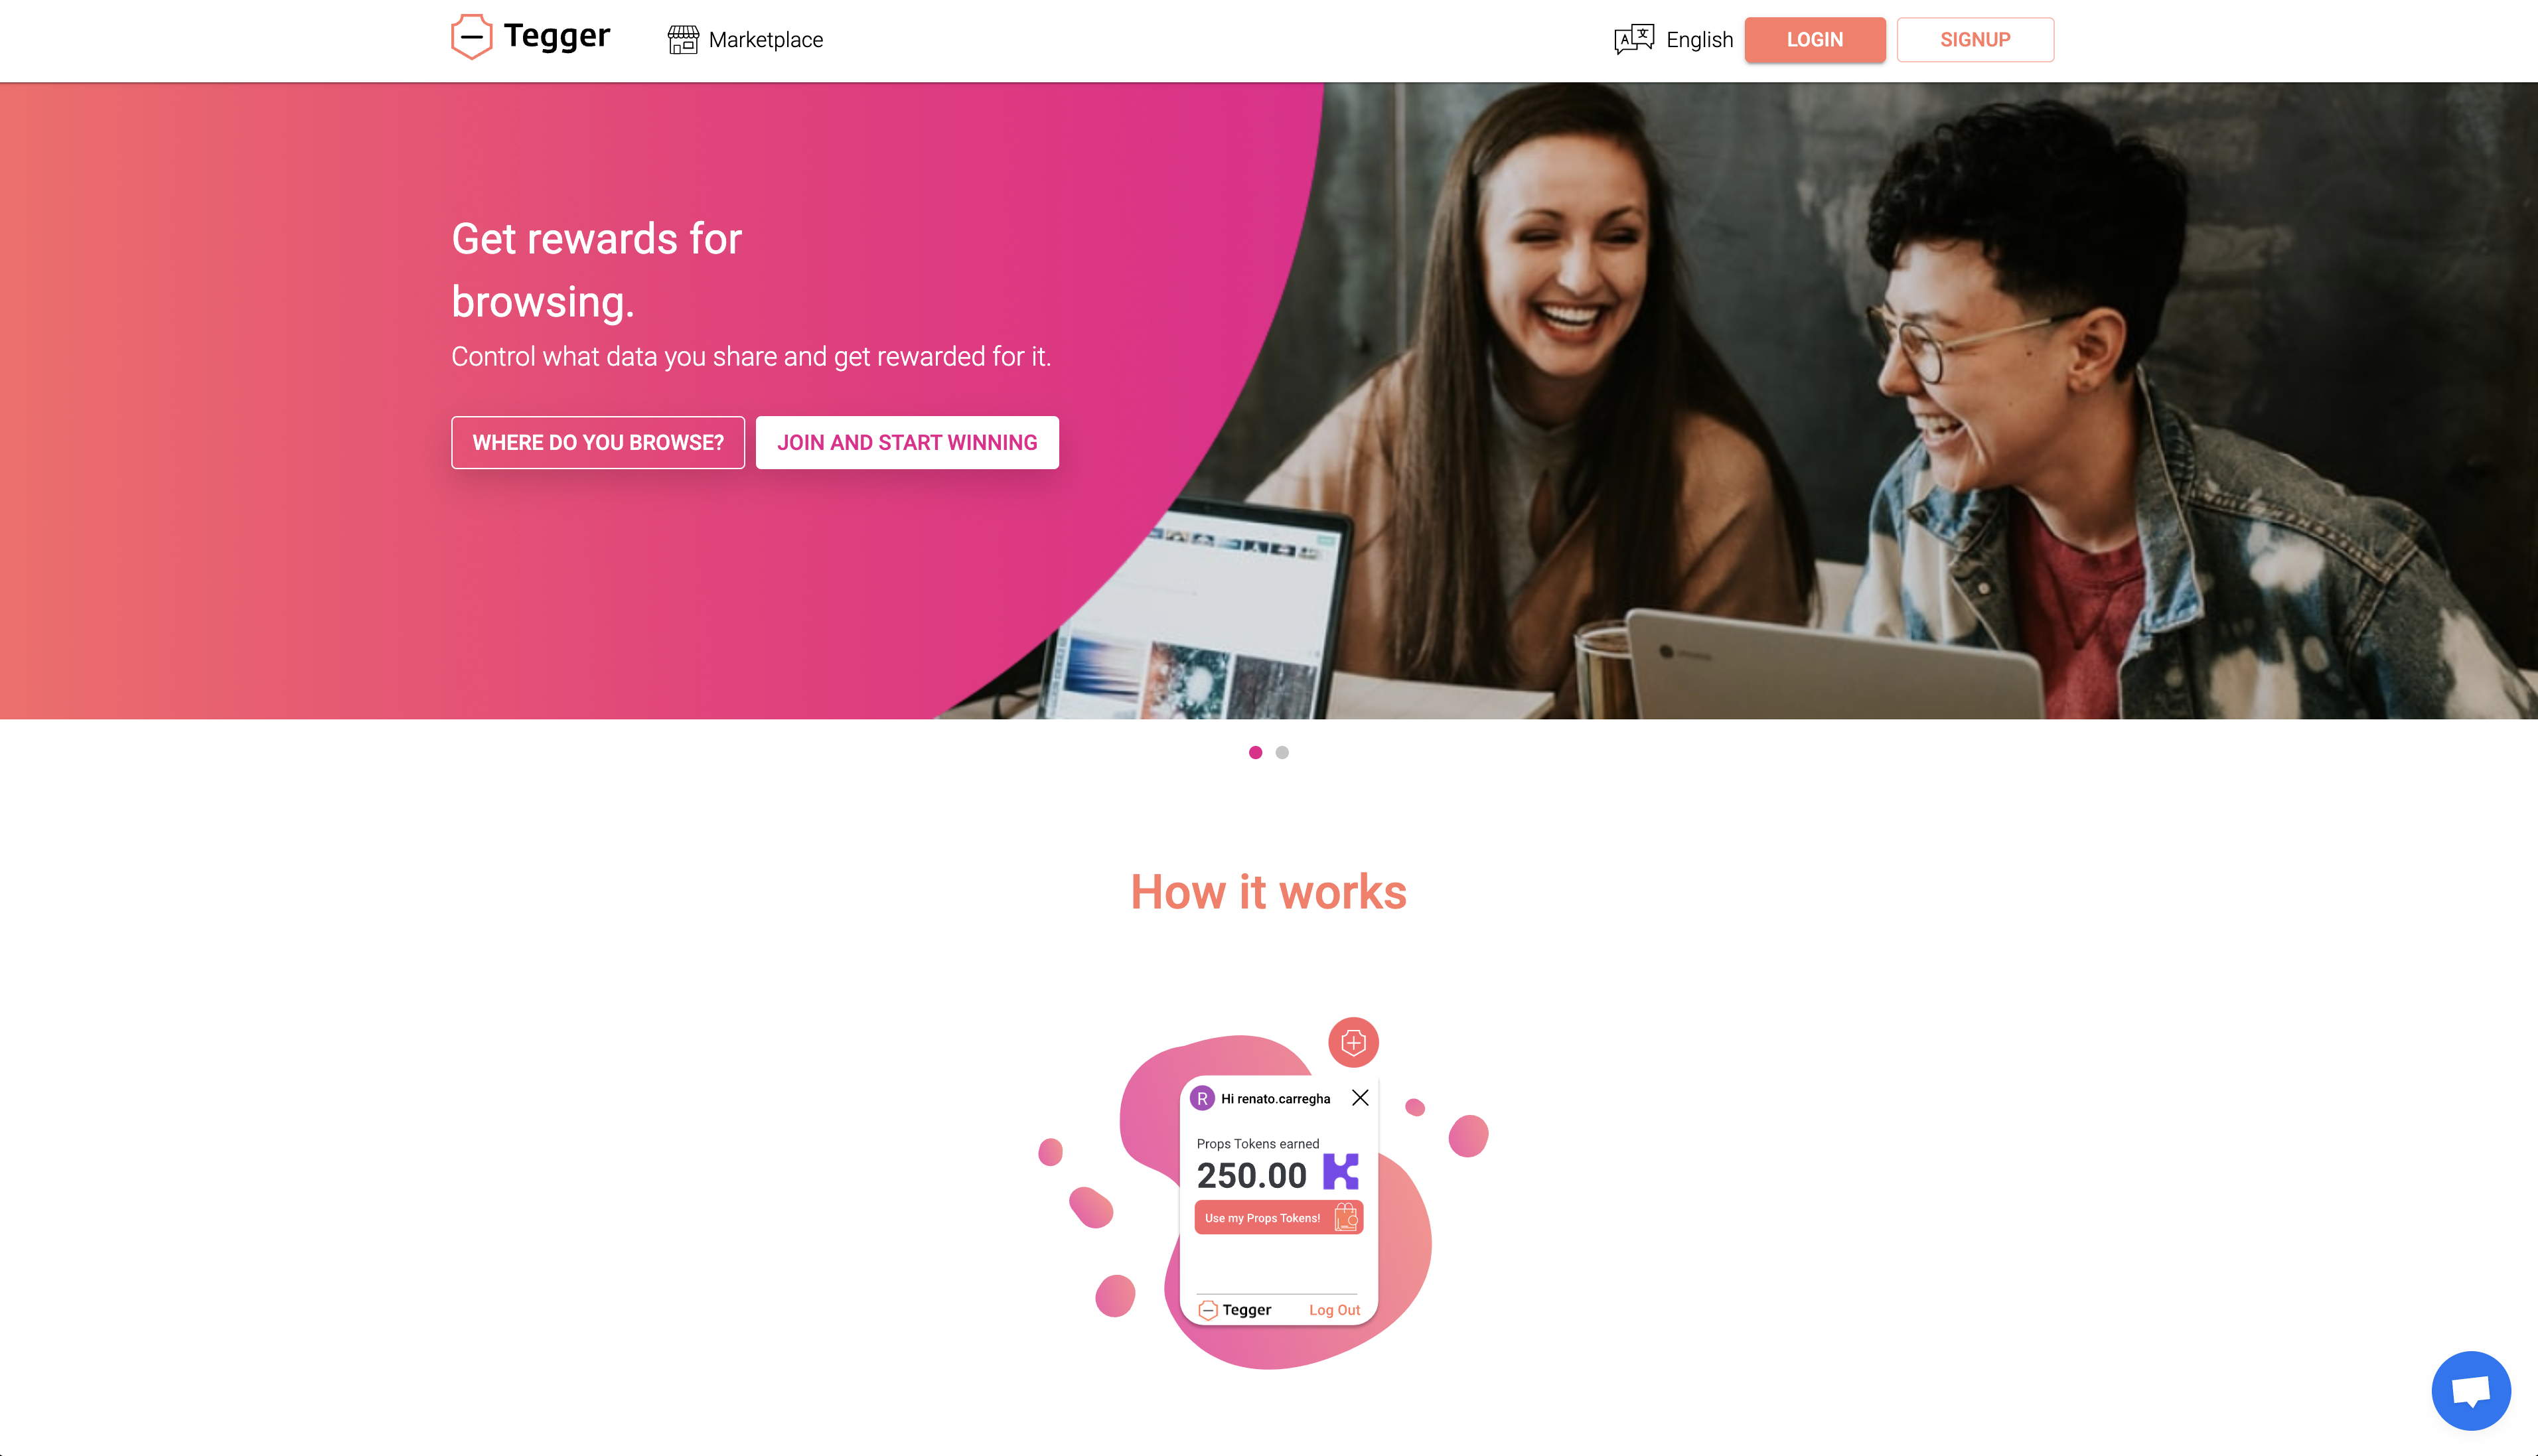 Tegger
Marketplace
English
LOGIN
SIGNUP
Get rewards for
browsing.
Control what data you share and get rewarded for it.
WHERE DO YOU BROWSE?
JOIN AND START WINNING
How it works
R
Hi renato.carregha
Props Tokens earned
250.00
Use my Props Tokens!
Tegger
Log Out